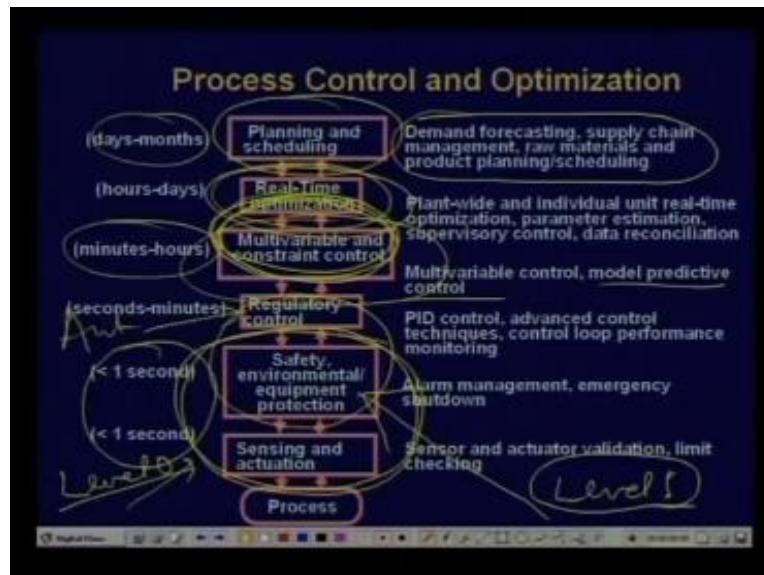 Process Control and Optimization
(days-months)
Planning and
scheduling
Demand forecasting, supply chain
management, raw materials and
product planning/scheduling
(hours-days)
Real-Time
optimization
Plant-wide and individual unit real-time
optimization, parameter estimation,
supervisory control, data reconciliation
(minutes-hours)
Multivariable and
constraint control
Multivariable control, model predictive
control
(seconds-minutes)
Regulatory
control
PID control, advanced control
techniques, control loop performance
monitoring
(< 1 second)
Safety,
environmental/
equipment
protection
Alarm management, emergency
shutdown
(< 1 second)
Sensing and
actuation
Sensor and actuator validation, limit
checking
Level 0
Level 1
Process